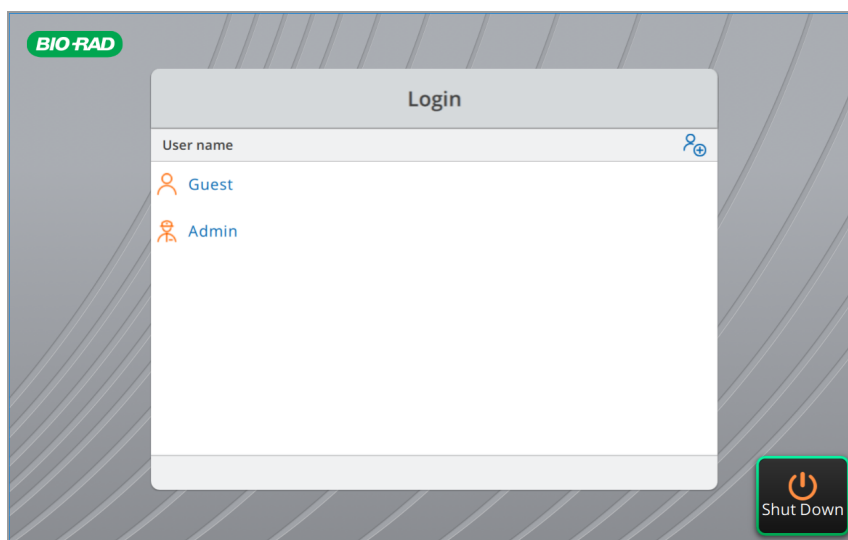 BIO-RAD
Login
User name
Guest
Admin
Shut Down